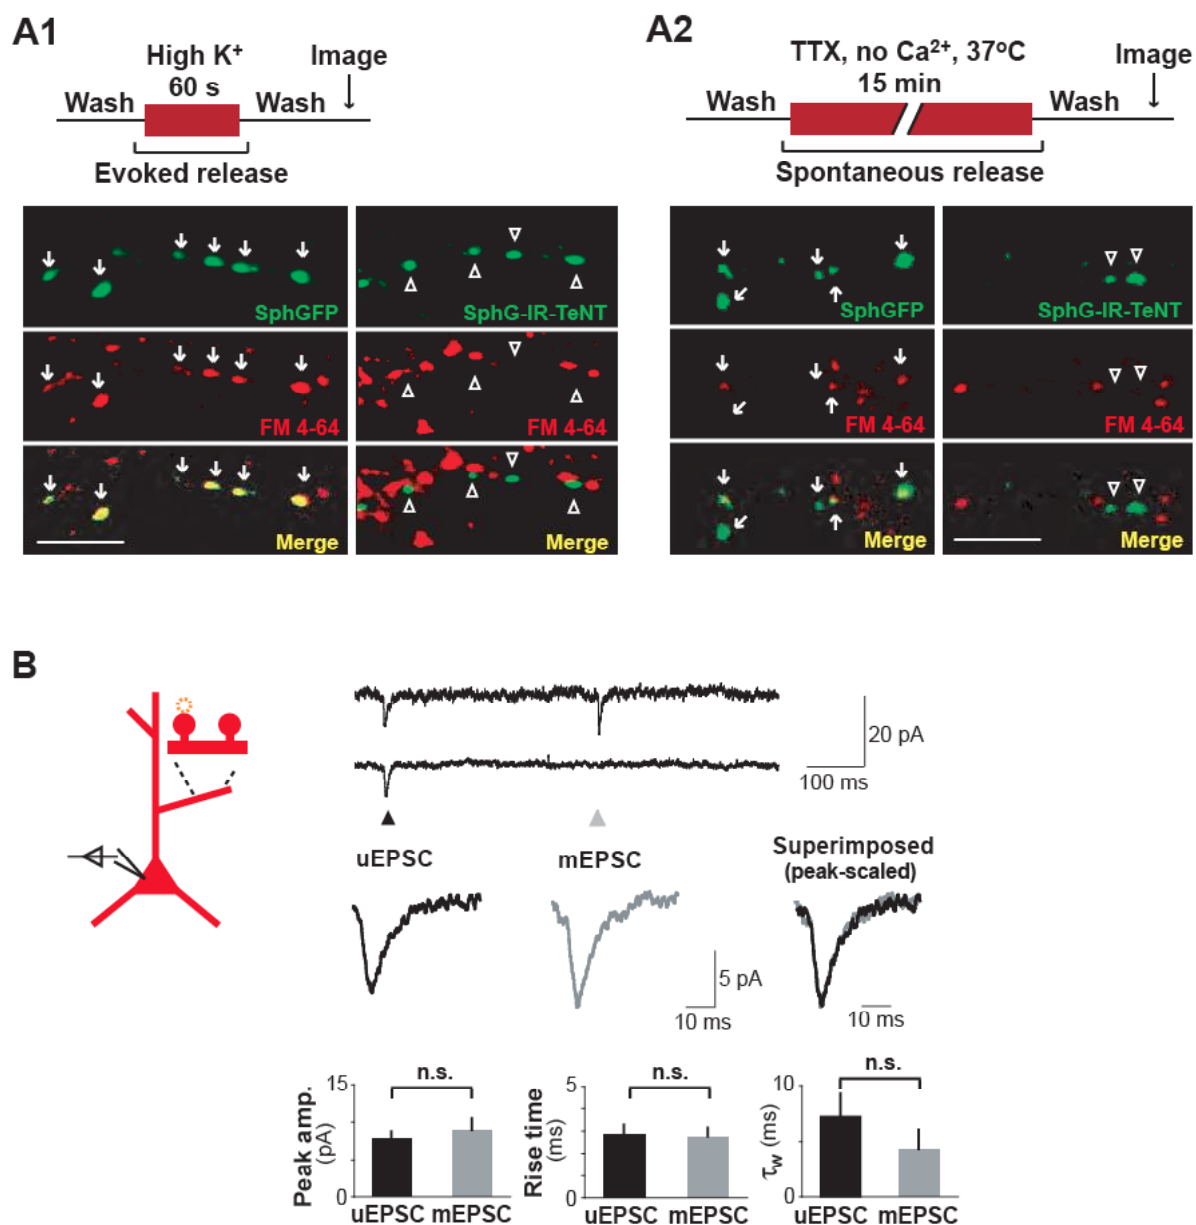 A1
High K⁺
60 s
Image
Wash
Wash
Evoked release
SphGFP
SphG-IR-TeNT
FM 4-64
FM 4-64
Merge
Merge
A2
TTX, no Ca²⁺, 37°C
15 min
Image
Wash
Wash
Spontaneous release
SphGFP
SphG-IR-TeNT
FM 4-64
FM 4-64
Merge
Merge
B
20 pA
100 ms
uEPSC
mEPSC
Superimposed
(peak-scaled)
5 pA
10 ms
10 ms
Peak amp.
(pA)
15
0
n.s.
uEPSC mEPSC
Rise time
(ms)
5
0
n.s.
uEPSC mEPSC
τw (ms)
10
0
n.s.
uEPSC mEPSC